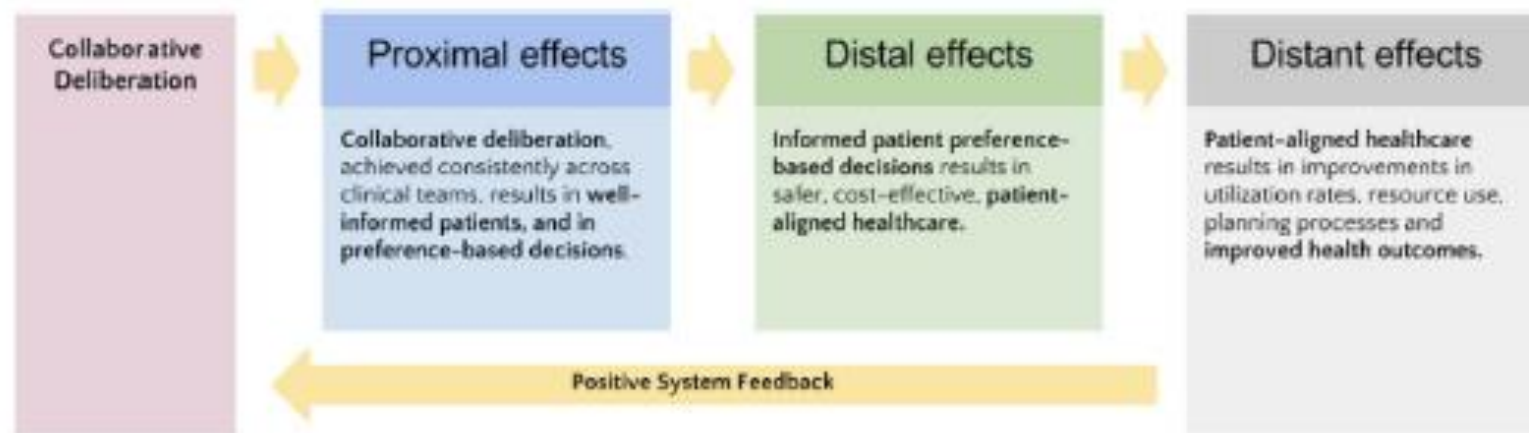 Collaborative
Deliberation
Proximal effects
Collaborative deliberation,
achieved consistently across
clinical teams, results in well-
informed patients, and in
preference-based decisions.
Distal effects
Informed patient preference-
based decisions results in
safer, cost-effective, patient-
aligned healthcare.
Distant effects
Patient-aligned healthcare
results in improvements in
utilization rates, resource use,
planning processes and
improved health outcomes.
Positive System Feedback